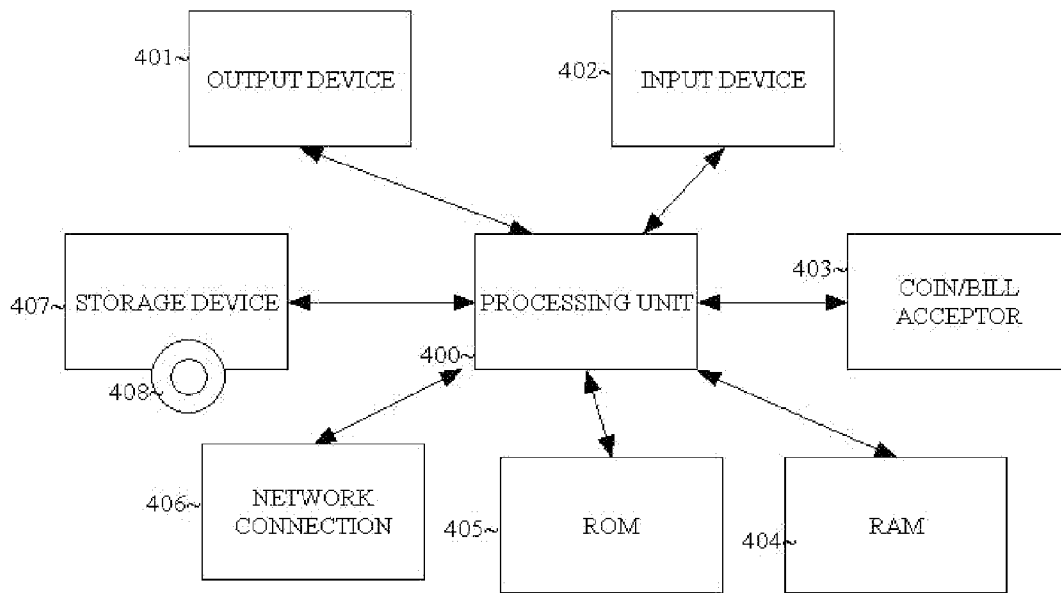 401~
OUTPUT DEVICE
402~
INPUT DEVICE
407~
STORAGE DEVICE
408~
PROCESSING UNIT
400~
403~
COIN/BILL
ACCEPTOR
406~
NETWORK
CONNECTION
405~
ROM
404~
RAM